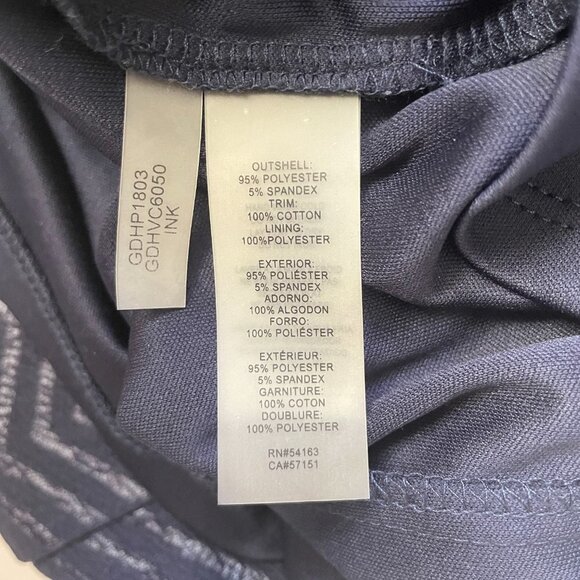 GDHP1803
GDHVC6050
INK
OUTSHELL:
95% POLYESTER
5% SPANDEX
TRIM:
100% COTTON
LINING:
100%POLYESTER
EXTERIOR:
95% POLIÉSTER
5% SPANDEX
ADORNO:
100% ALGODON
FORRO:
100% POLIÉSTER
EXTÉRIEUR:
95% POLYESTER
5% SPANDEX
GARNITURE:
100% COTON
DOUBLURE:
100% POLYESTER
RN#54163
CA#57151